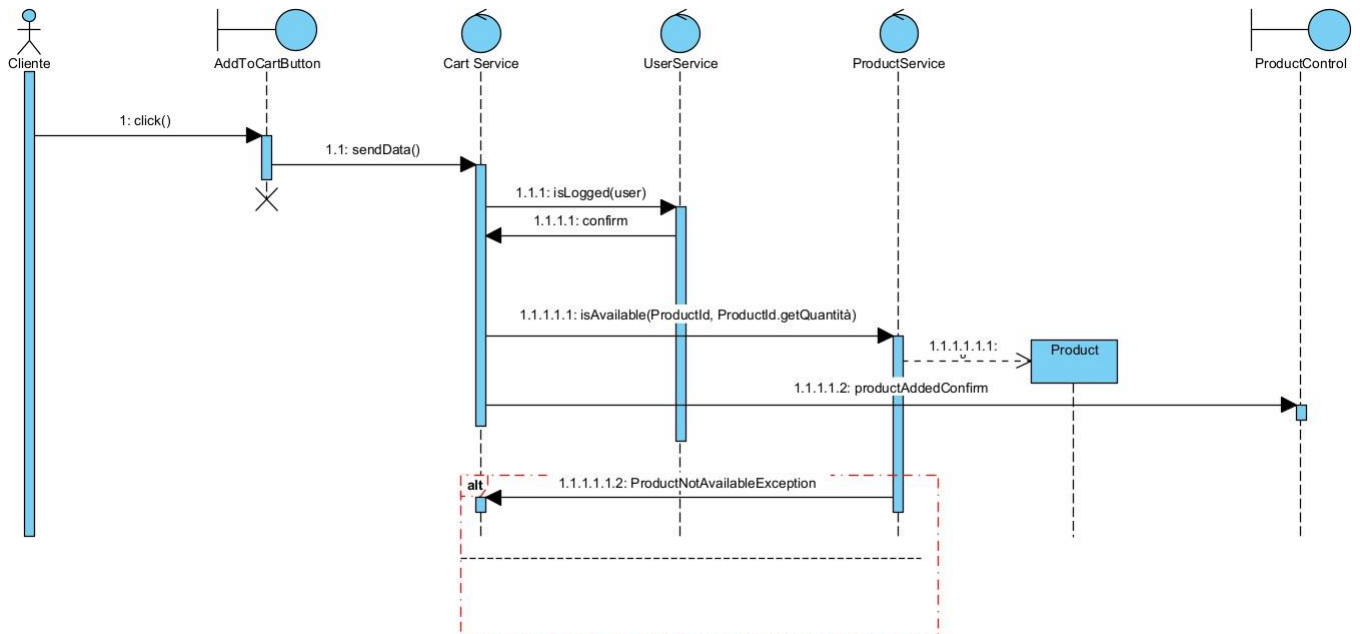 Cliente
AddToCartButton
Cart Service
UserService
ProductService
ProductControl
1: click()
1.1: sendData()
1.1.1: isLogged(user)
1.1.1.1: confirm
1.1.1.1.1: isAvailable(ProductId, ProductId.getQuantità)
1.1.1.1.1.1:
Product
1.1.1.1.2: productAddedConfirm
alt
1.1.1.1.1.2: ProductNotAvailableException